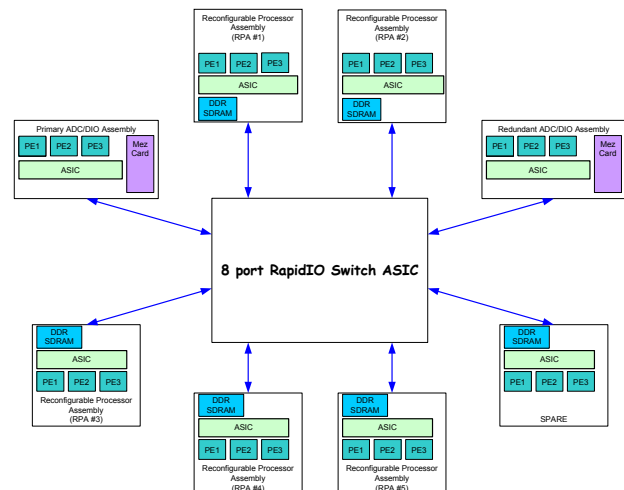 Reconfigurable Processor
Assembly
(RPA #1)
PE1 PE2 PE3
ASIC
DDR
SDRAM
Reconfigurable Processor
Assembly
(RPA #2)
PE1 PE2 PE3
ASIC
DDR
SDRAM
Primary ADC/DIO Assembly
PE1 PE2 PE3
ASIC
Mez
Card
Redundant ADC/DIO Assembly
PE1 PE2 PE3
ASIC
Mez
Card
8 port RapidIO Switch ASIC
DDR
SDRAM
ASIC
PE1 PE2 PE3
Reconfigurable Processor
Assembly
(RPA #3)
DDR
SDRAM
ASIC
PE1 PE2 PE3
SPARE
DDR
SDRAM
ASIC
PE1 PE2 PE3
Reconfigurable Processor
Assembly
(RPA #4)
DDR
SDRAM
ASIC
PE1 PE2 PE3
Reconfigurable Processor
Assembly
(RPA #5)